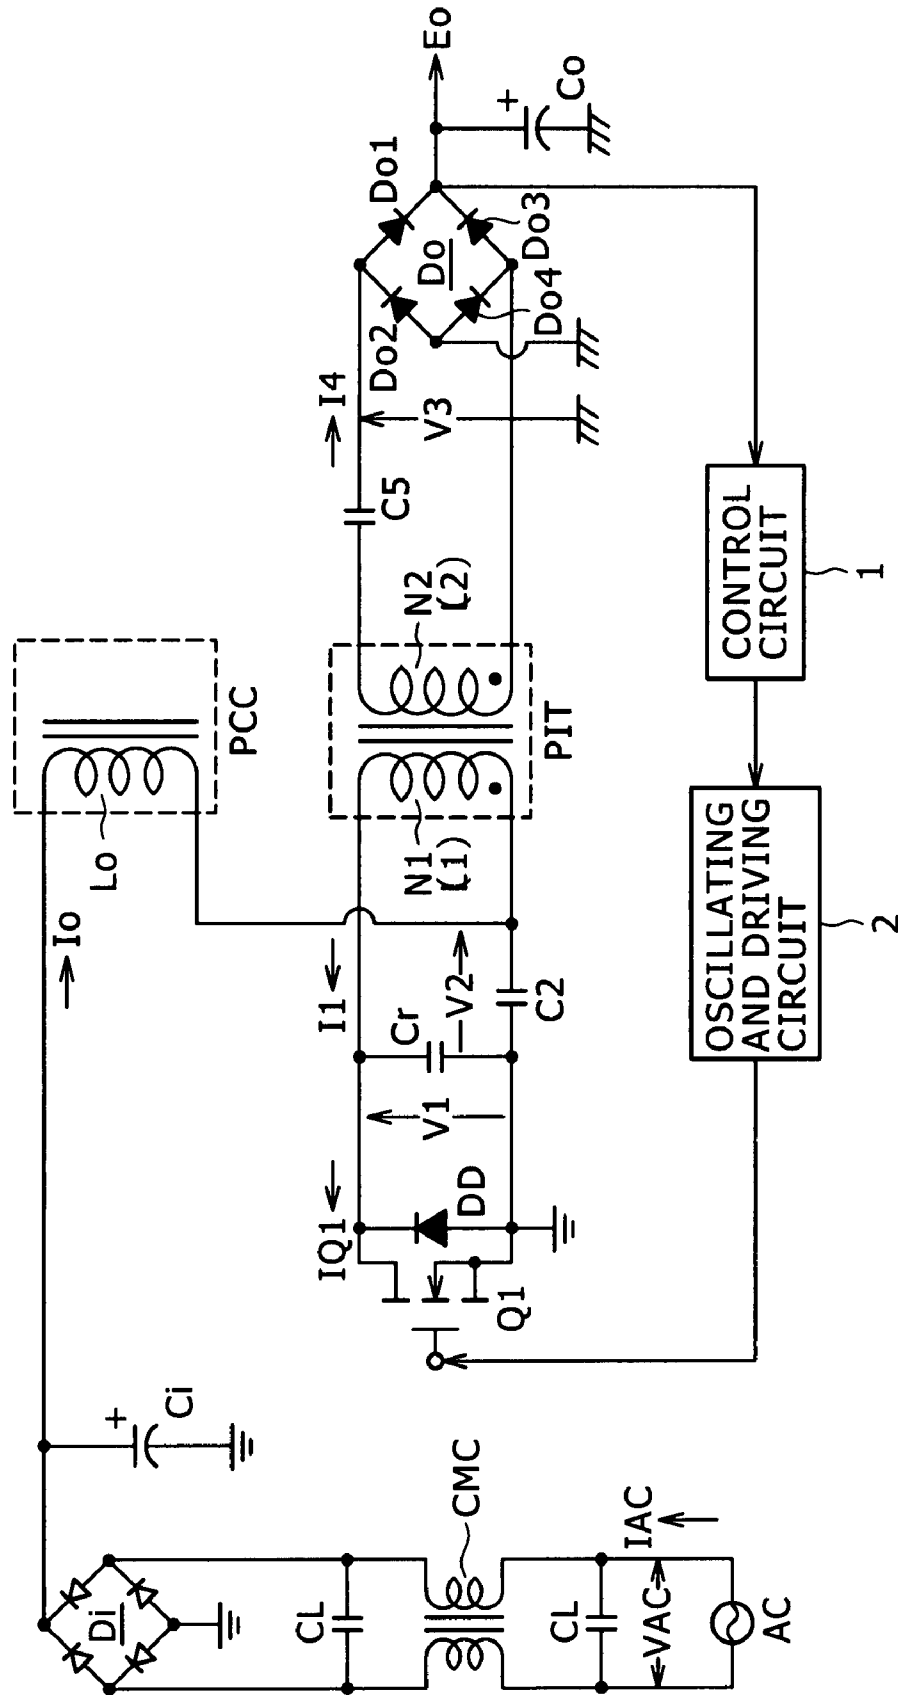 Di
Ci
+
Io
Lo
PCC
CL
CMC
CL
VAC
IAC
AC
IQ1
Q1
DD
V1
I1
Cr
V2
C2
N1
(L1)
N2
(L2)
PIT
C5
I4
V3
Do2
Do1
Do
Do4
Do3
+
Co
Eo
CONTROL
CIRCUIT
1
OSCILLATING
AND DRIVING
CIRCUIT
2